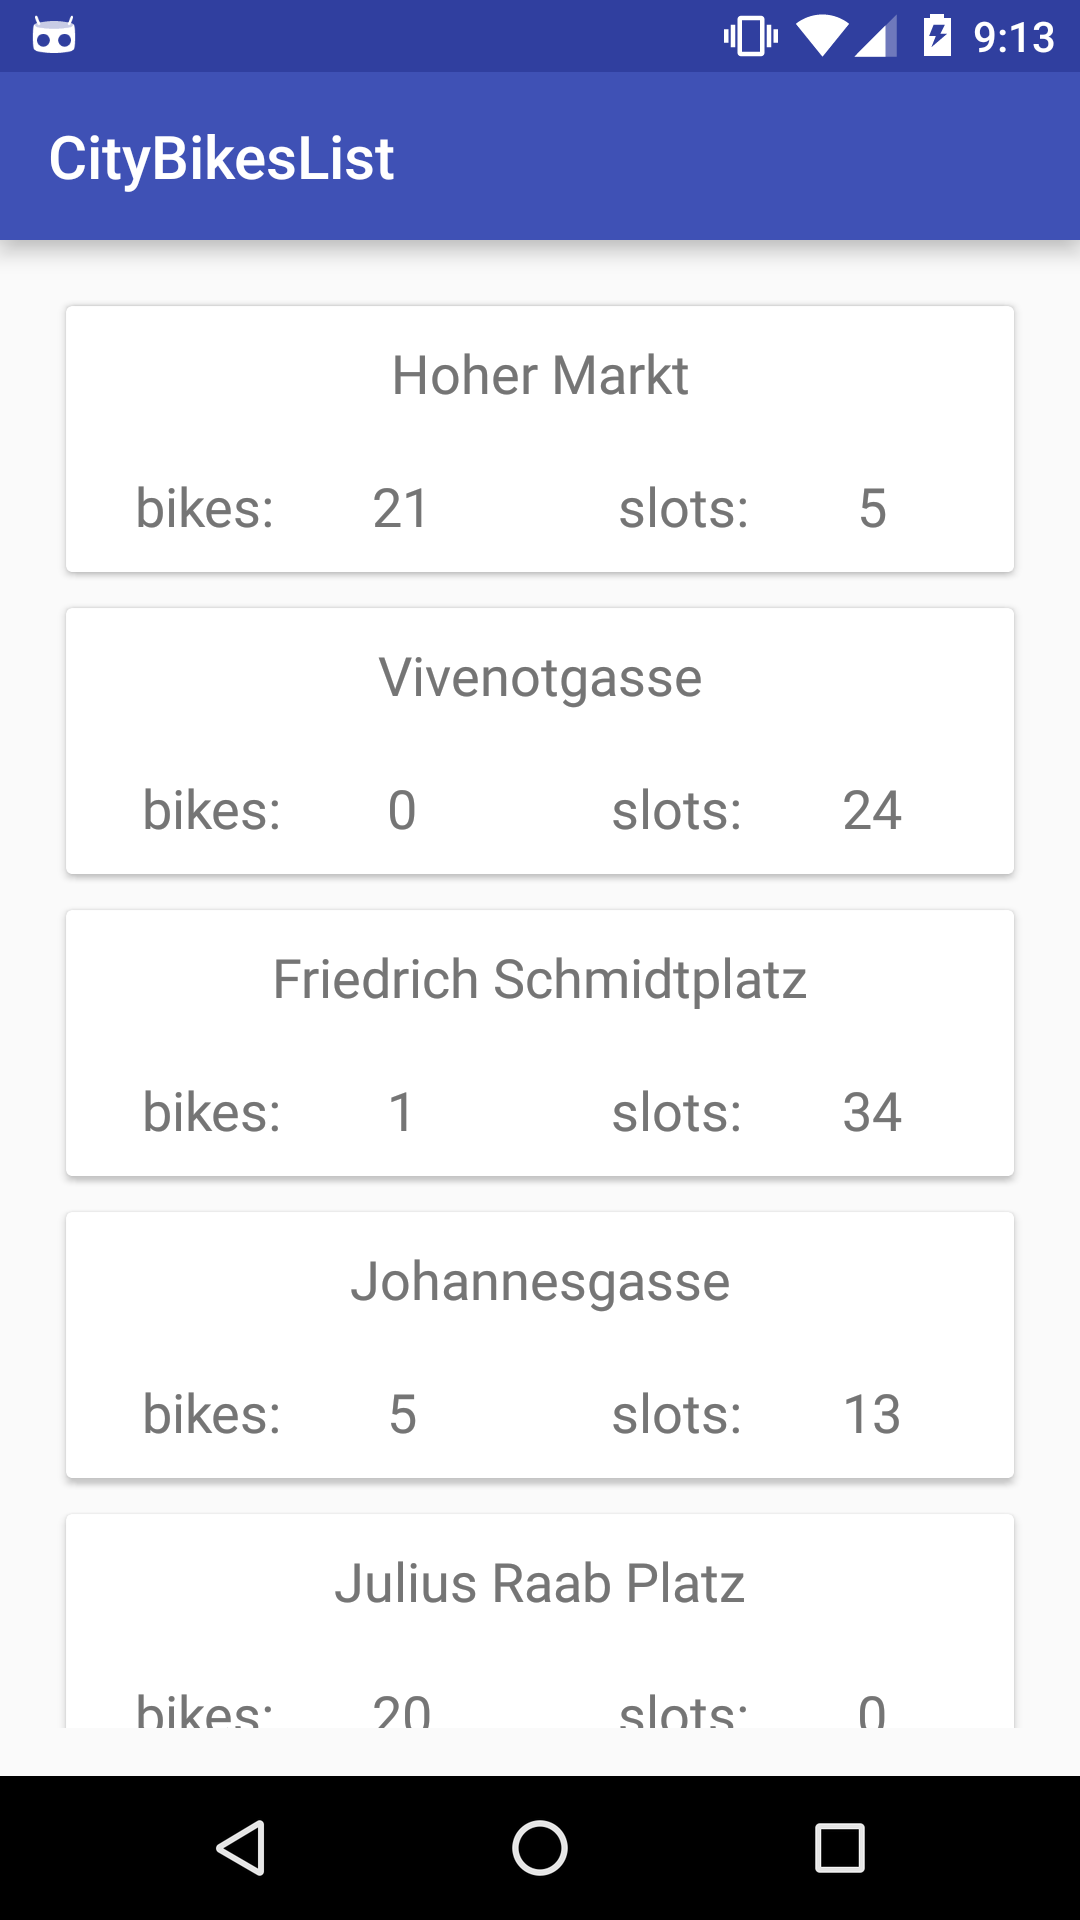 9:13
CityBikesList
Hoher Markt
bikes: 21 slots: 5
Vivenotgasse
bikes: 0 slots: 24
Friedrich Schmidtplatz
bikes: 1 slots: 34
Johannesgasse
bikes: 5 slots: 13
Julius Raab Platz
bikes: 20 slots: 0